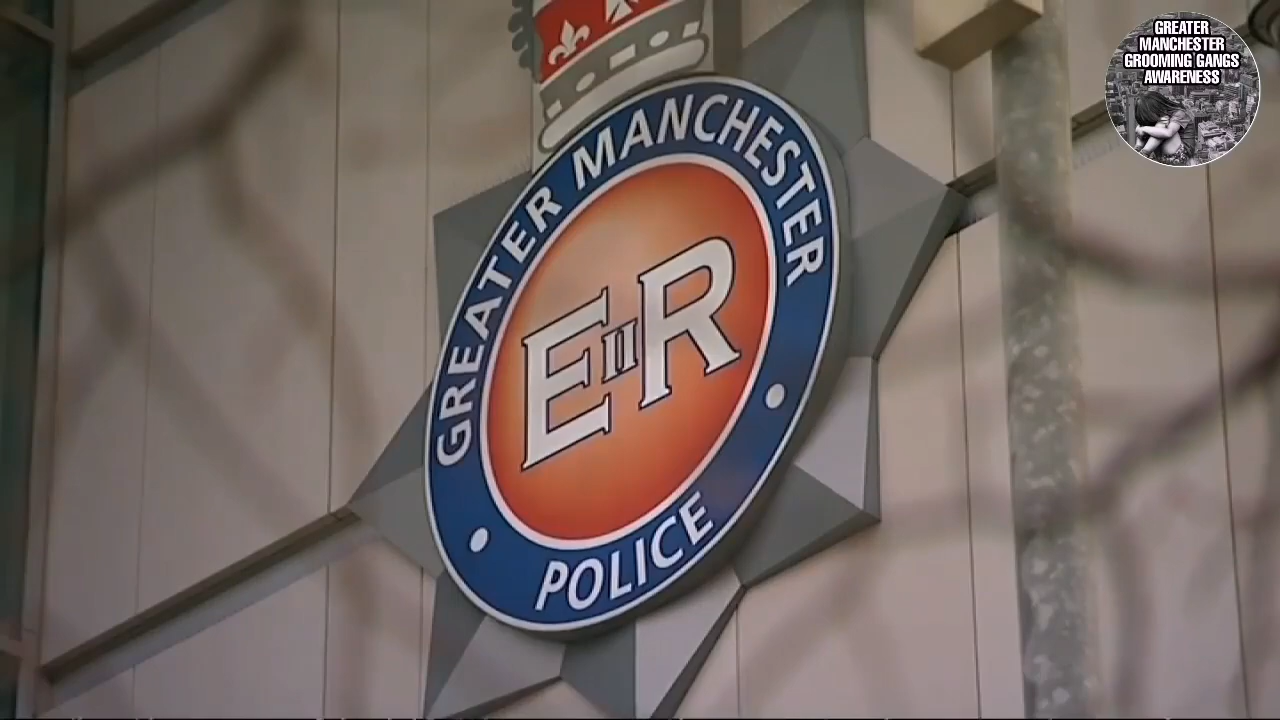 GREATER MANCHESTER
EIIR
POLICE
GREATER
MANCHESTER
GROOMING GANGS
AWARENESS